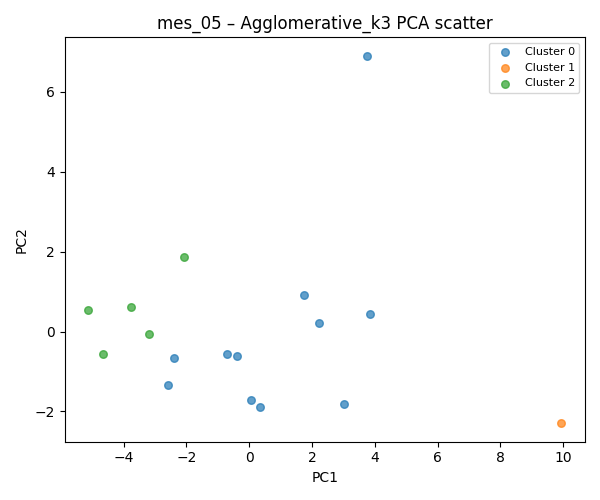 mes_05 – Agglomerative_k3 PCA scatter
Cluster 0
Cluster 1
Cluster 2
PC2
6
4
2
0
−2
−4 −2 0 2 4 6 8 10
PC1